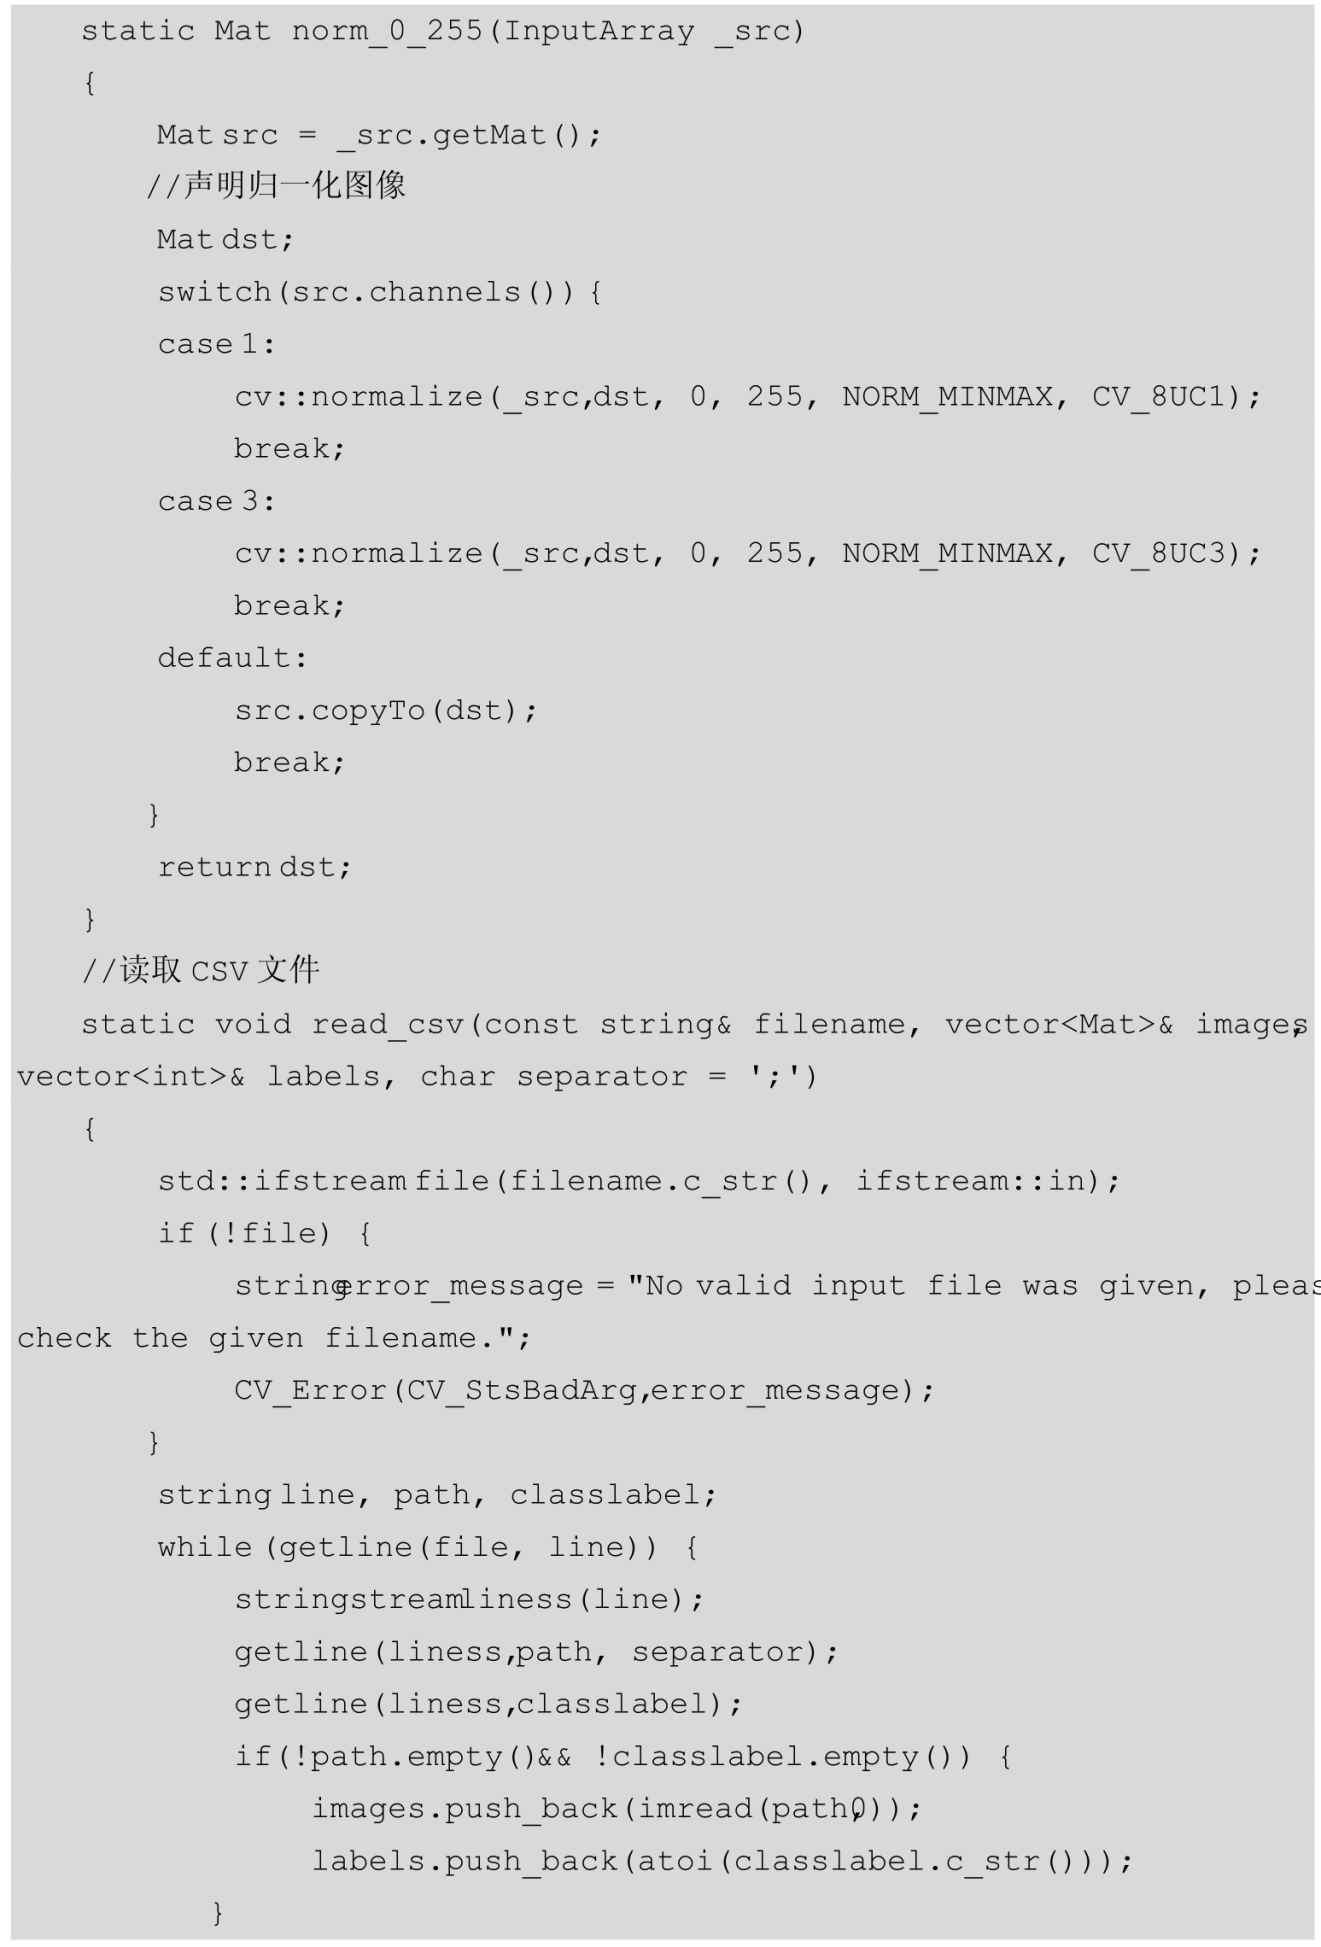 static Mat norm_0_255(InputArray _src)
{
Mat src = _src.getMat();
//声明归一化图像
Mat dst;
switch(src.channels()) {
case 1:
cv::normalize(_src,dst, 0, 255, NORM_MINMAX, CV_8UC1);
break;
case 3:
cv::normalize(_src,dst, 0, 255, NORM_MINMAX, CV_8UC3);
break;
default:
src.copyTo(dst);
break;
}
return dst;
}
//读取 CSV 文件
static void read_csv(const string& filename, vector<Mat>& images,
vector<int>& labels, char separator = ';')
{
std::ifstream file(filename.c_str(), ifstream::in);
if (!file) {
string error_message = "No valid input file was given, pleas
check the given filename.";
CV_Error(CV_StsBadArg,error_message);
}
string line, path, classlabel;
while (getline(file, line)) {
stringstream liness(line);
getline(liness,path, separator);
getline(liness,classlabel);
if(!path.empty()&& !classlabel.empty()) {
images.push_back(imread(path,0));
labels.push_back(atoi(classlabel.c_str()));
}